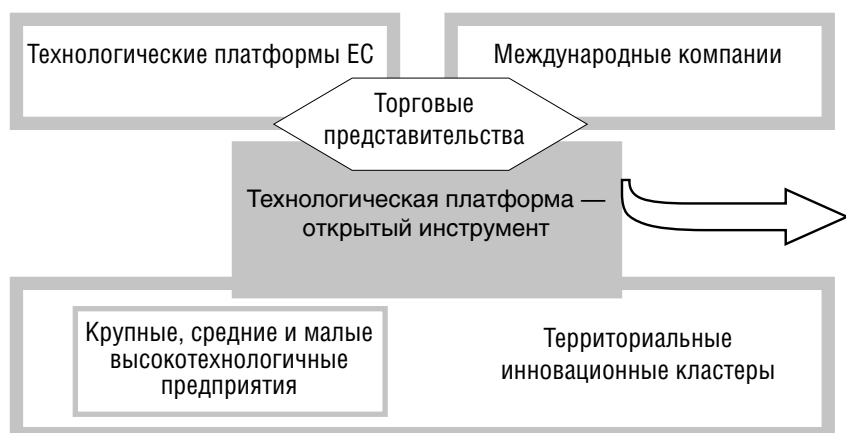 Технологические платформы ЕС
Международные компании
Торговые
представительства
Технологическая платформа —
открытый инструмент
Крупные, средние и малые
высокотехнологичные
предприятия
Территориальные
инновационные кластеры